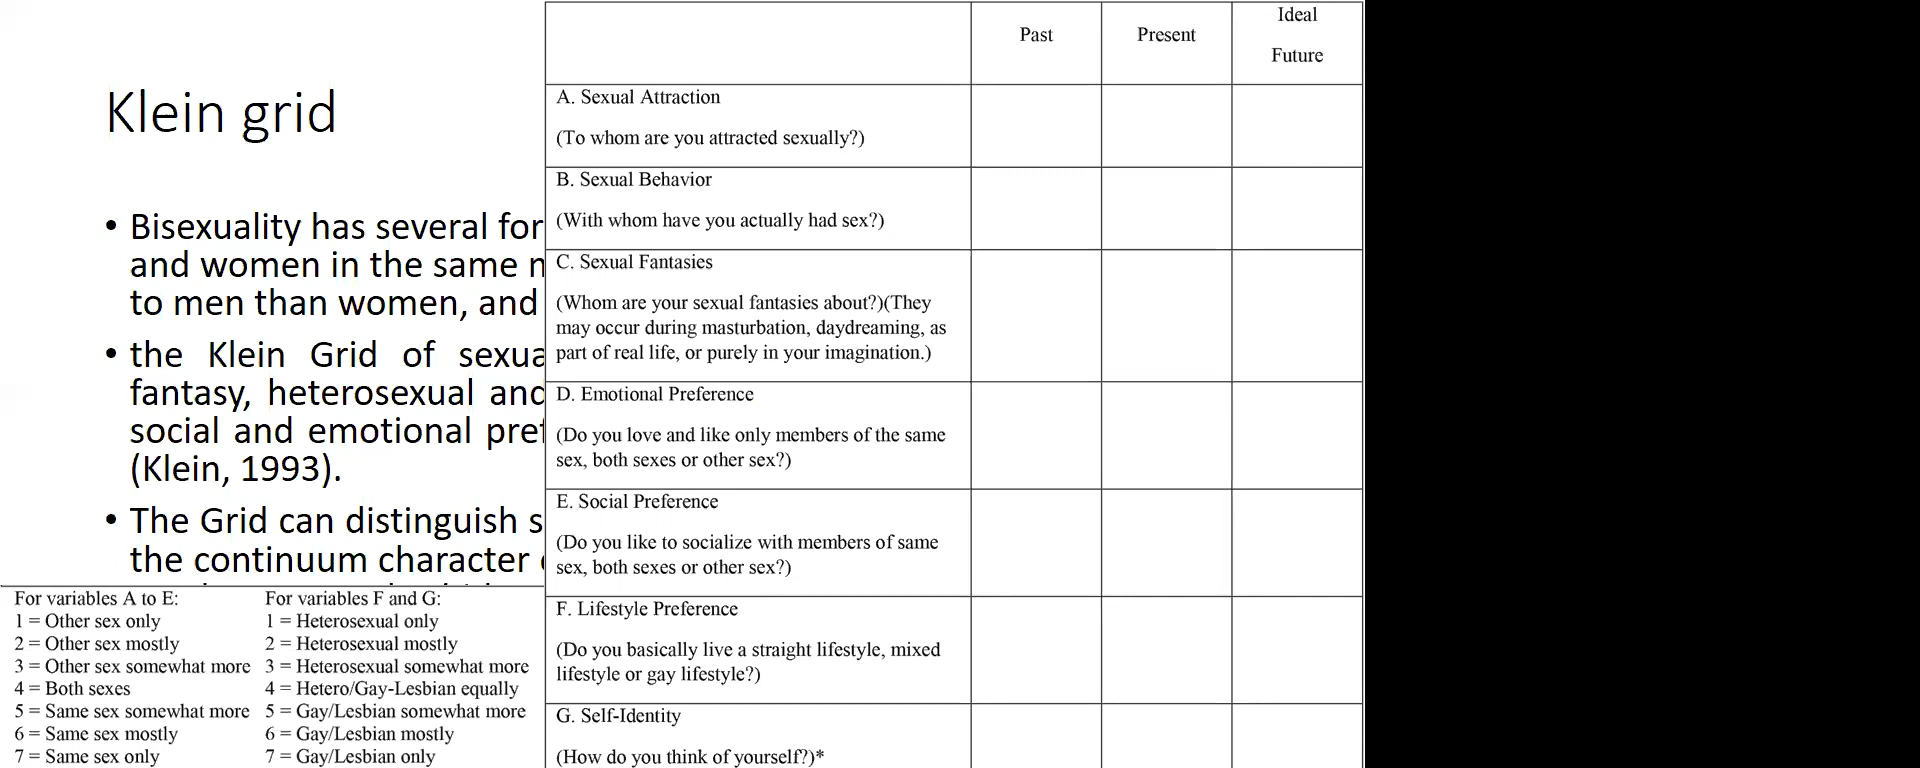 Klein grid
• Bisexuality has several for
and women in the same
to men than women, and
• the Klein Grid of sexua
fantasy, heterosexual and
social and emotional pref
(Klein, 1993).
• The Grid can distinguish s
the continuum character
For variables A to E:
1 = Other sex only
2 = Other sex mostly
3 = Other sex somewhat more
4 = Both sexes
5 = Same sex somewhat more
6 = Same sex mostly
7 = Same sex only
For variables F and G:
1 = Heterosexual only
2 = Heterosexual mostly
3 = Heterosexual somewhat more
4 = Hetero/Gay-Lesbian equally
5 = Gay/Lesbian somewhat more
6 = Gay/Lesbian mostly
7 = Gay/Lesbian only
Past
Present
Ideal
Future
A. Sexual Attraction
(To whom are you attracted sexually?)
B. Sexual Behavior
(With whom have you actually had sex?)
C. Sexual Fantasies
(Whom are your sexual fantasies about?)(They
may occur during masturbation, daydreaming, as
part of real life, or purely in your imagination.)
D. Emotional Preference
(Do you love and like only members of the same
sex, both sexes or other sex?)
E. Social Preference
(Do you like to socialize with members of same
sex, both sexes or other sex?)
F. Lifestyle Preference
(Do you basically live a straight lifestyle, mixed
lifestyle or gay lifestyle?)
G. Self-Identity
(How do you think of yourself?)*